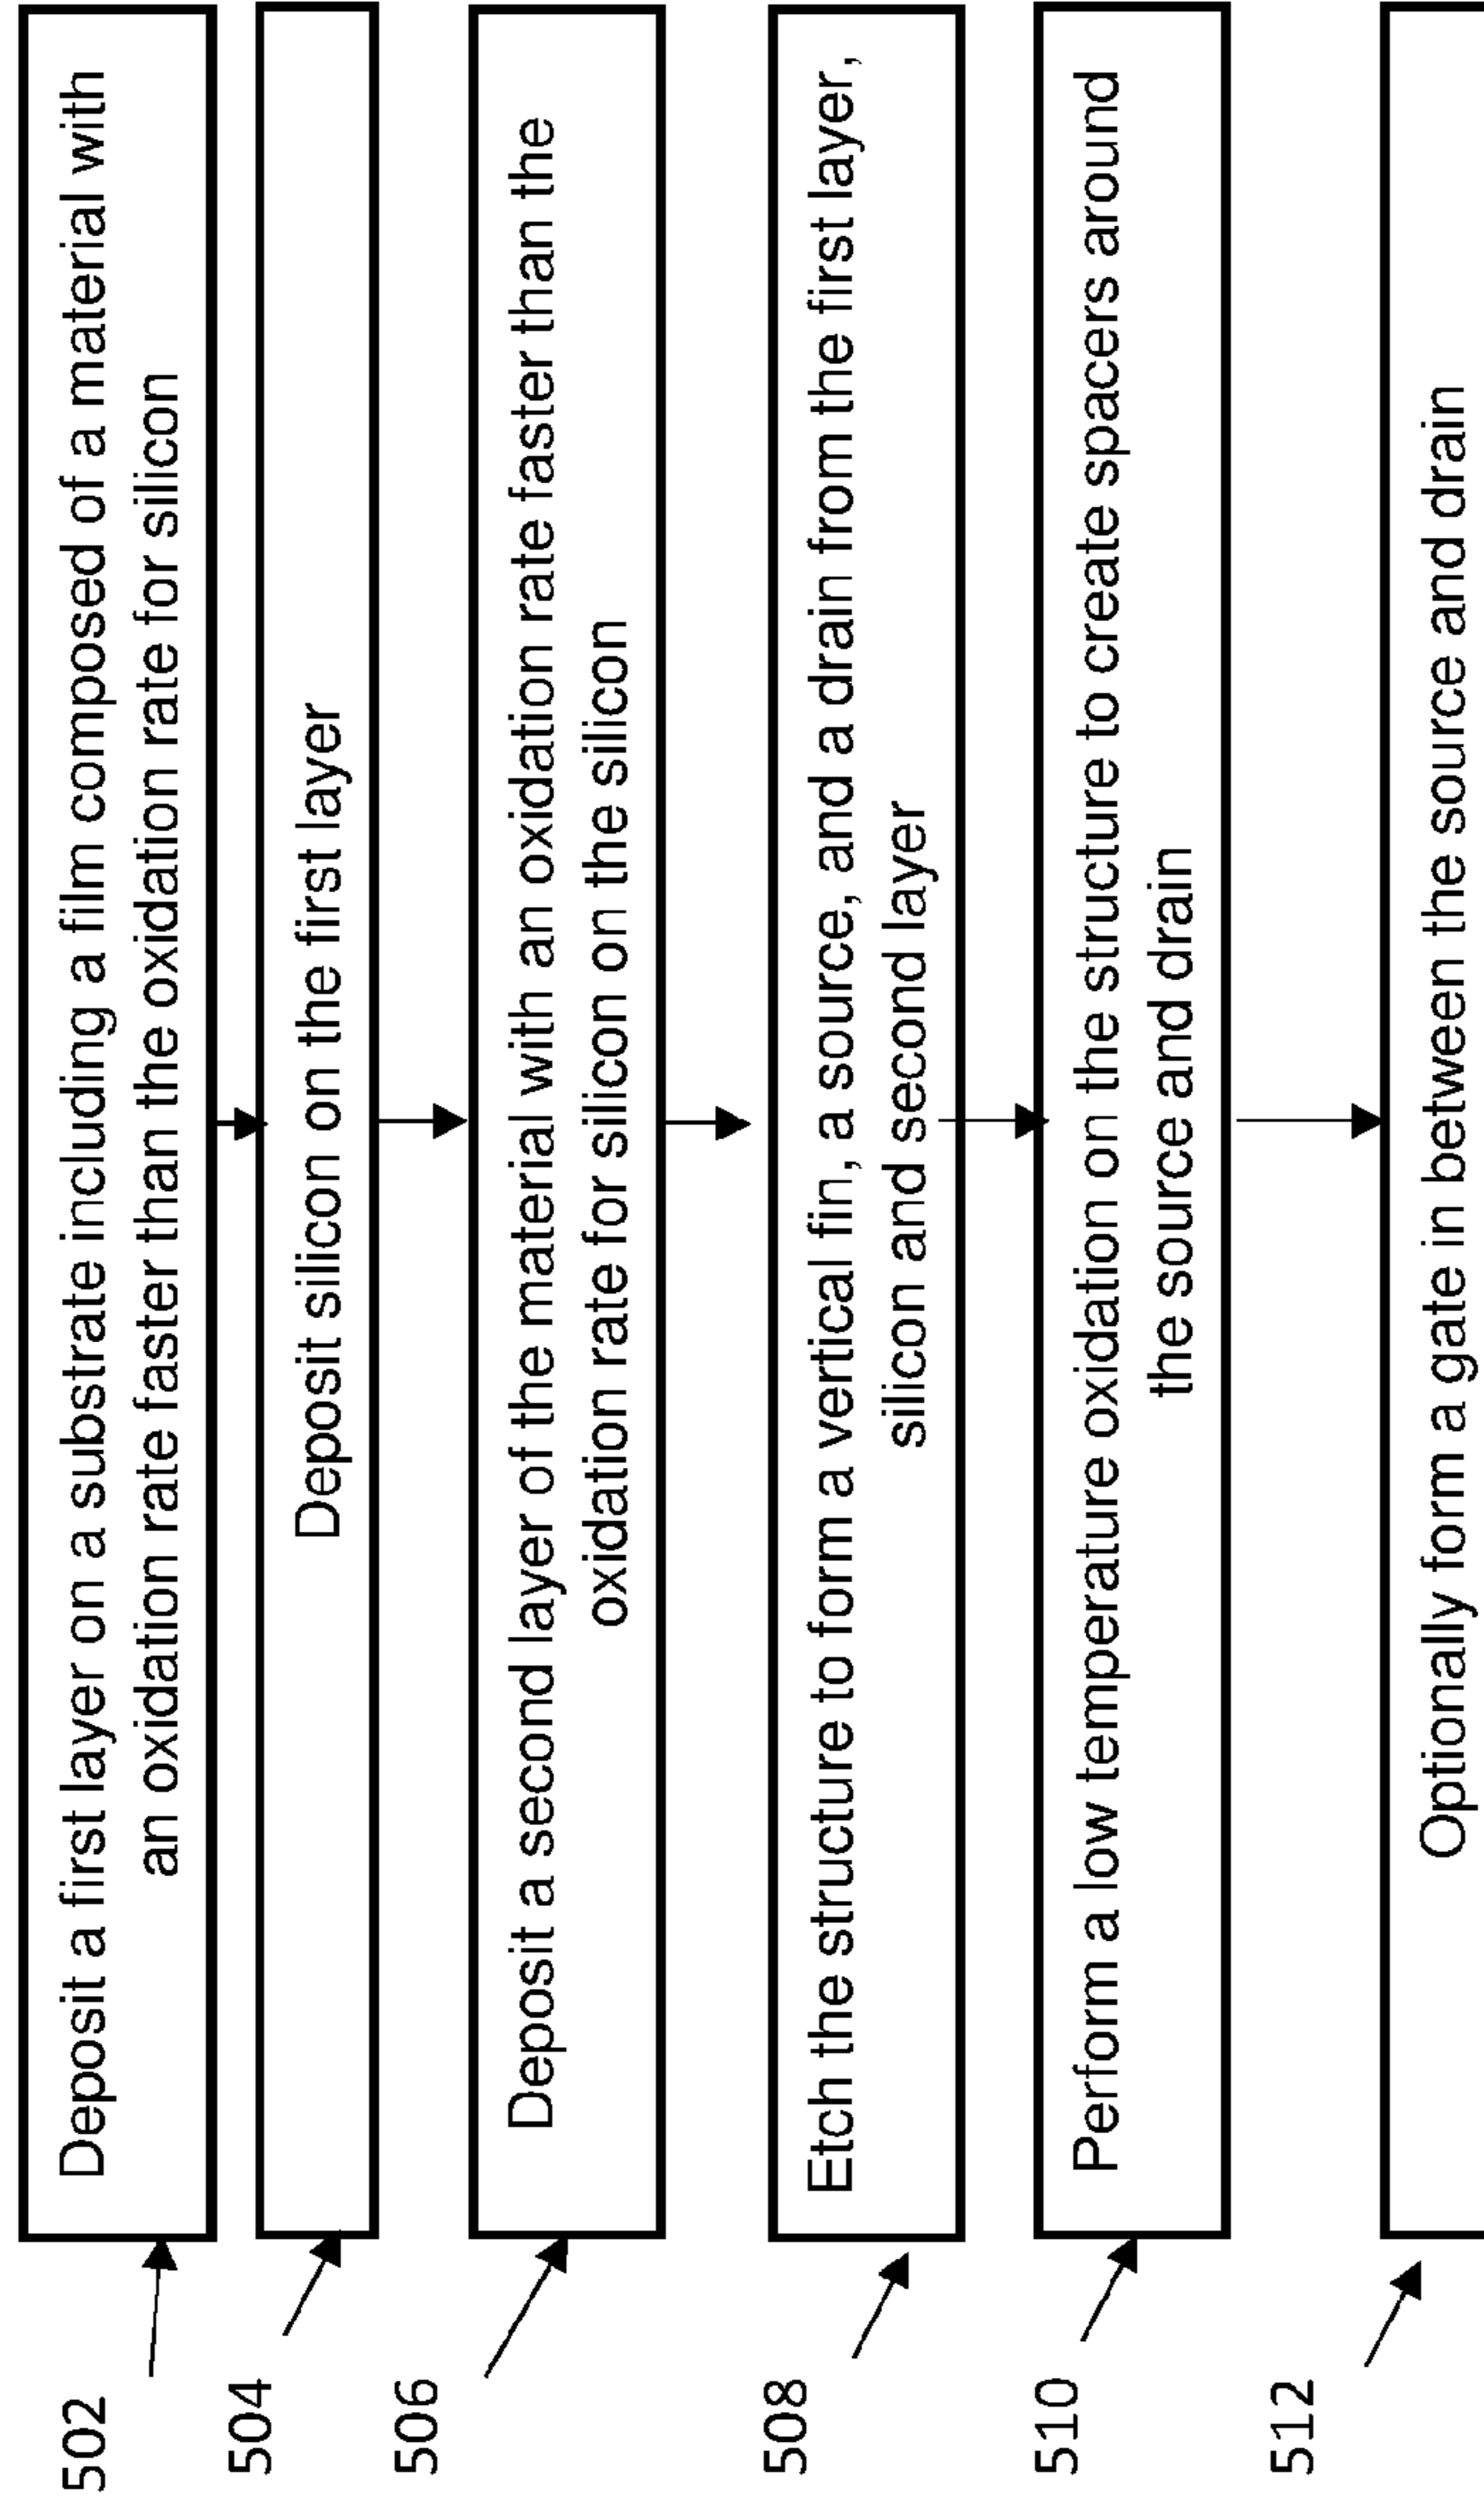 502
Deposit a first layer on a substrate including a film composed of a material with
an oxidation rate faster than the oxidation rate for silicon
504
Deposit silicon on the first layer
506
Deposit a second layer of the material with an oxidation rate faster than the
oxidation rate for silicon on the silicon
508
Etch the structure to form a vertical fin, a source, and a drain from the first layer,
silicon and second layer
510
Perform a low temperature oxidation on the structure to create spacers around
the source and drain
512
Optionally form a gate in between the source and drain